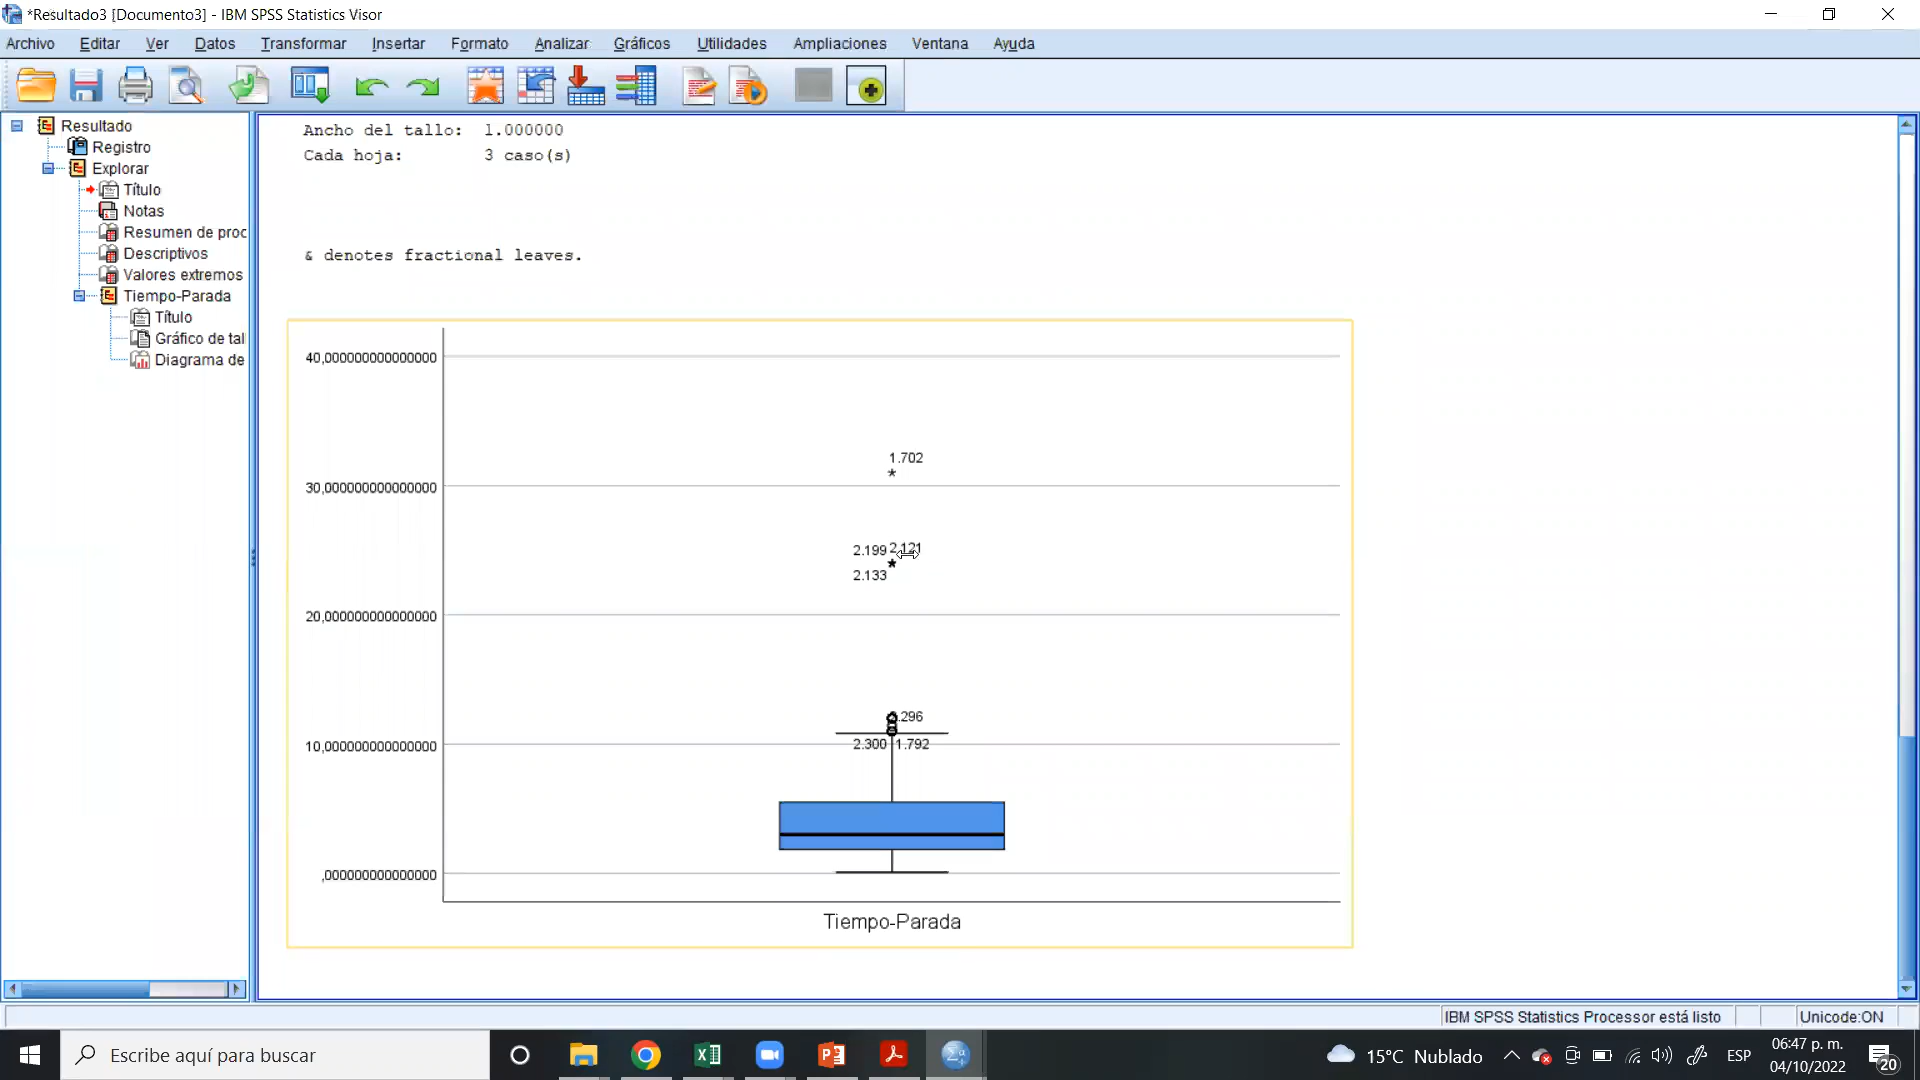 *Resultado3 [Documento3] - IBM SPSS Statistics Visor
Archivo Editar Ver Datos Transformar Insertar Formato Analizar Gráficos Utilidades Ampliaciones Ventana Ayuda
Resultado
Registro
Explorar
Título
Notas
Resumen de proc
Descriptivos
Valores extremos
Tiempo-Parada
Título
Gráfico de tal
Diagrama de
Ancho del tallo: 1.000000
Cada hoja: 3 caso(s)
& denotes fractional leaves.
40,000000000000000
1.702
30,000000000000000
2.199 2.121
2.133
20,000000000000000
.296
10,000000000000000
2.300 1.792
,000000000000000
Tiempo-Parada
IBM SPSS Statistics Processor está listo
Unicode:ON
Escribe aquí para buscar
15°C Nublado
ESP
06:47 p. m.
04/10/2022
20